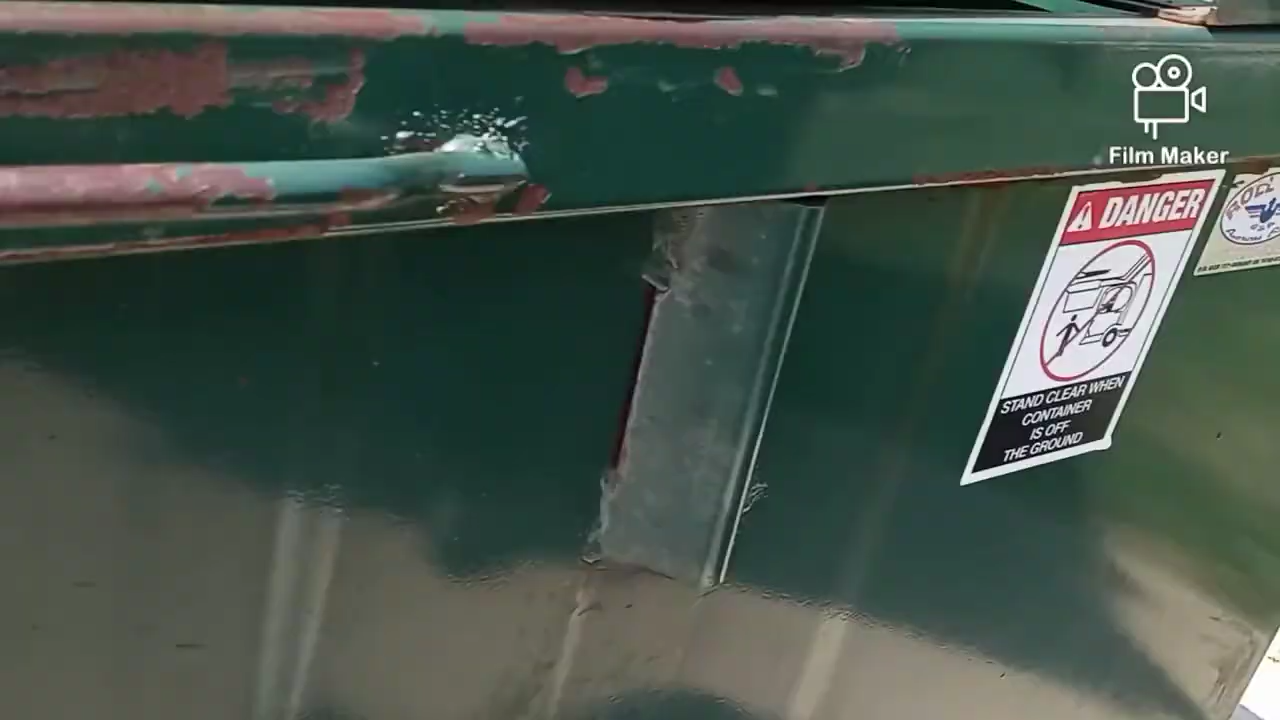 Film Maker
DANGER
STAND CLEAR WHEN
CONTAINER
IS OFF
THE GROUND